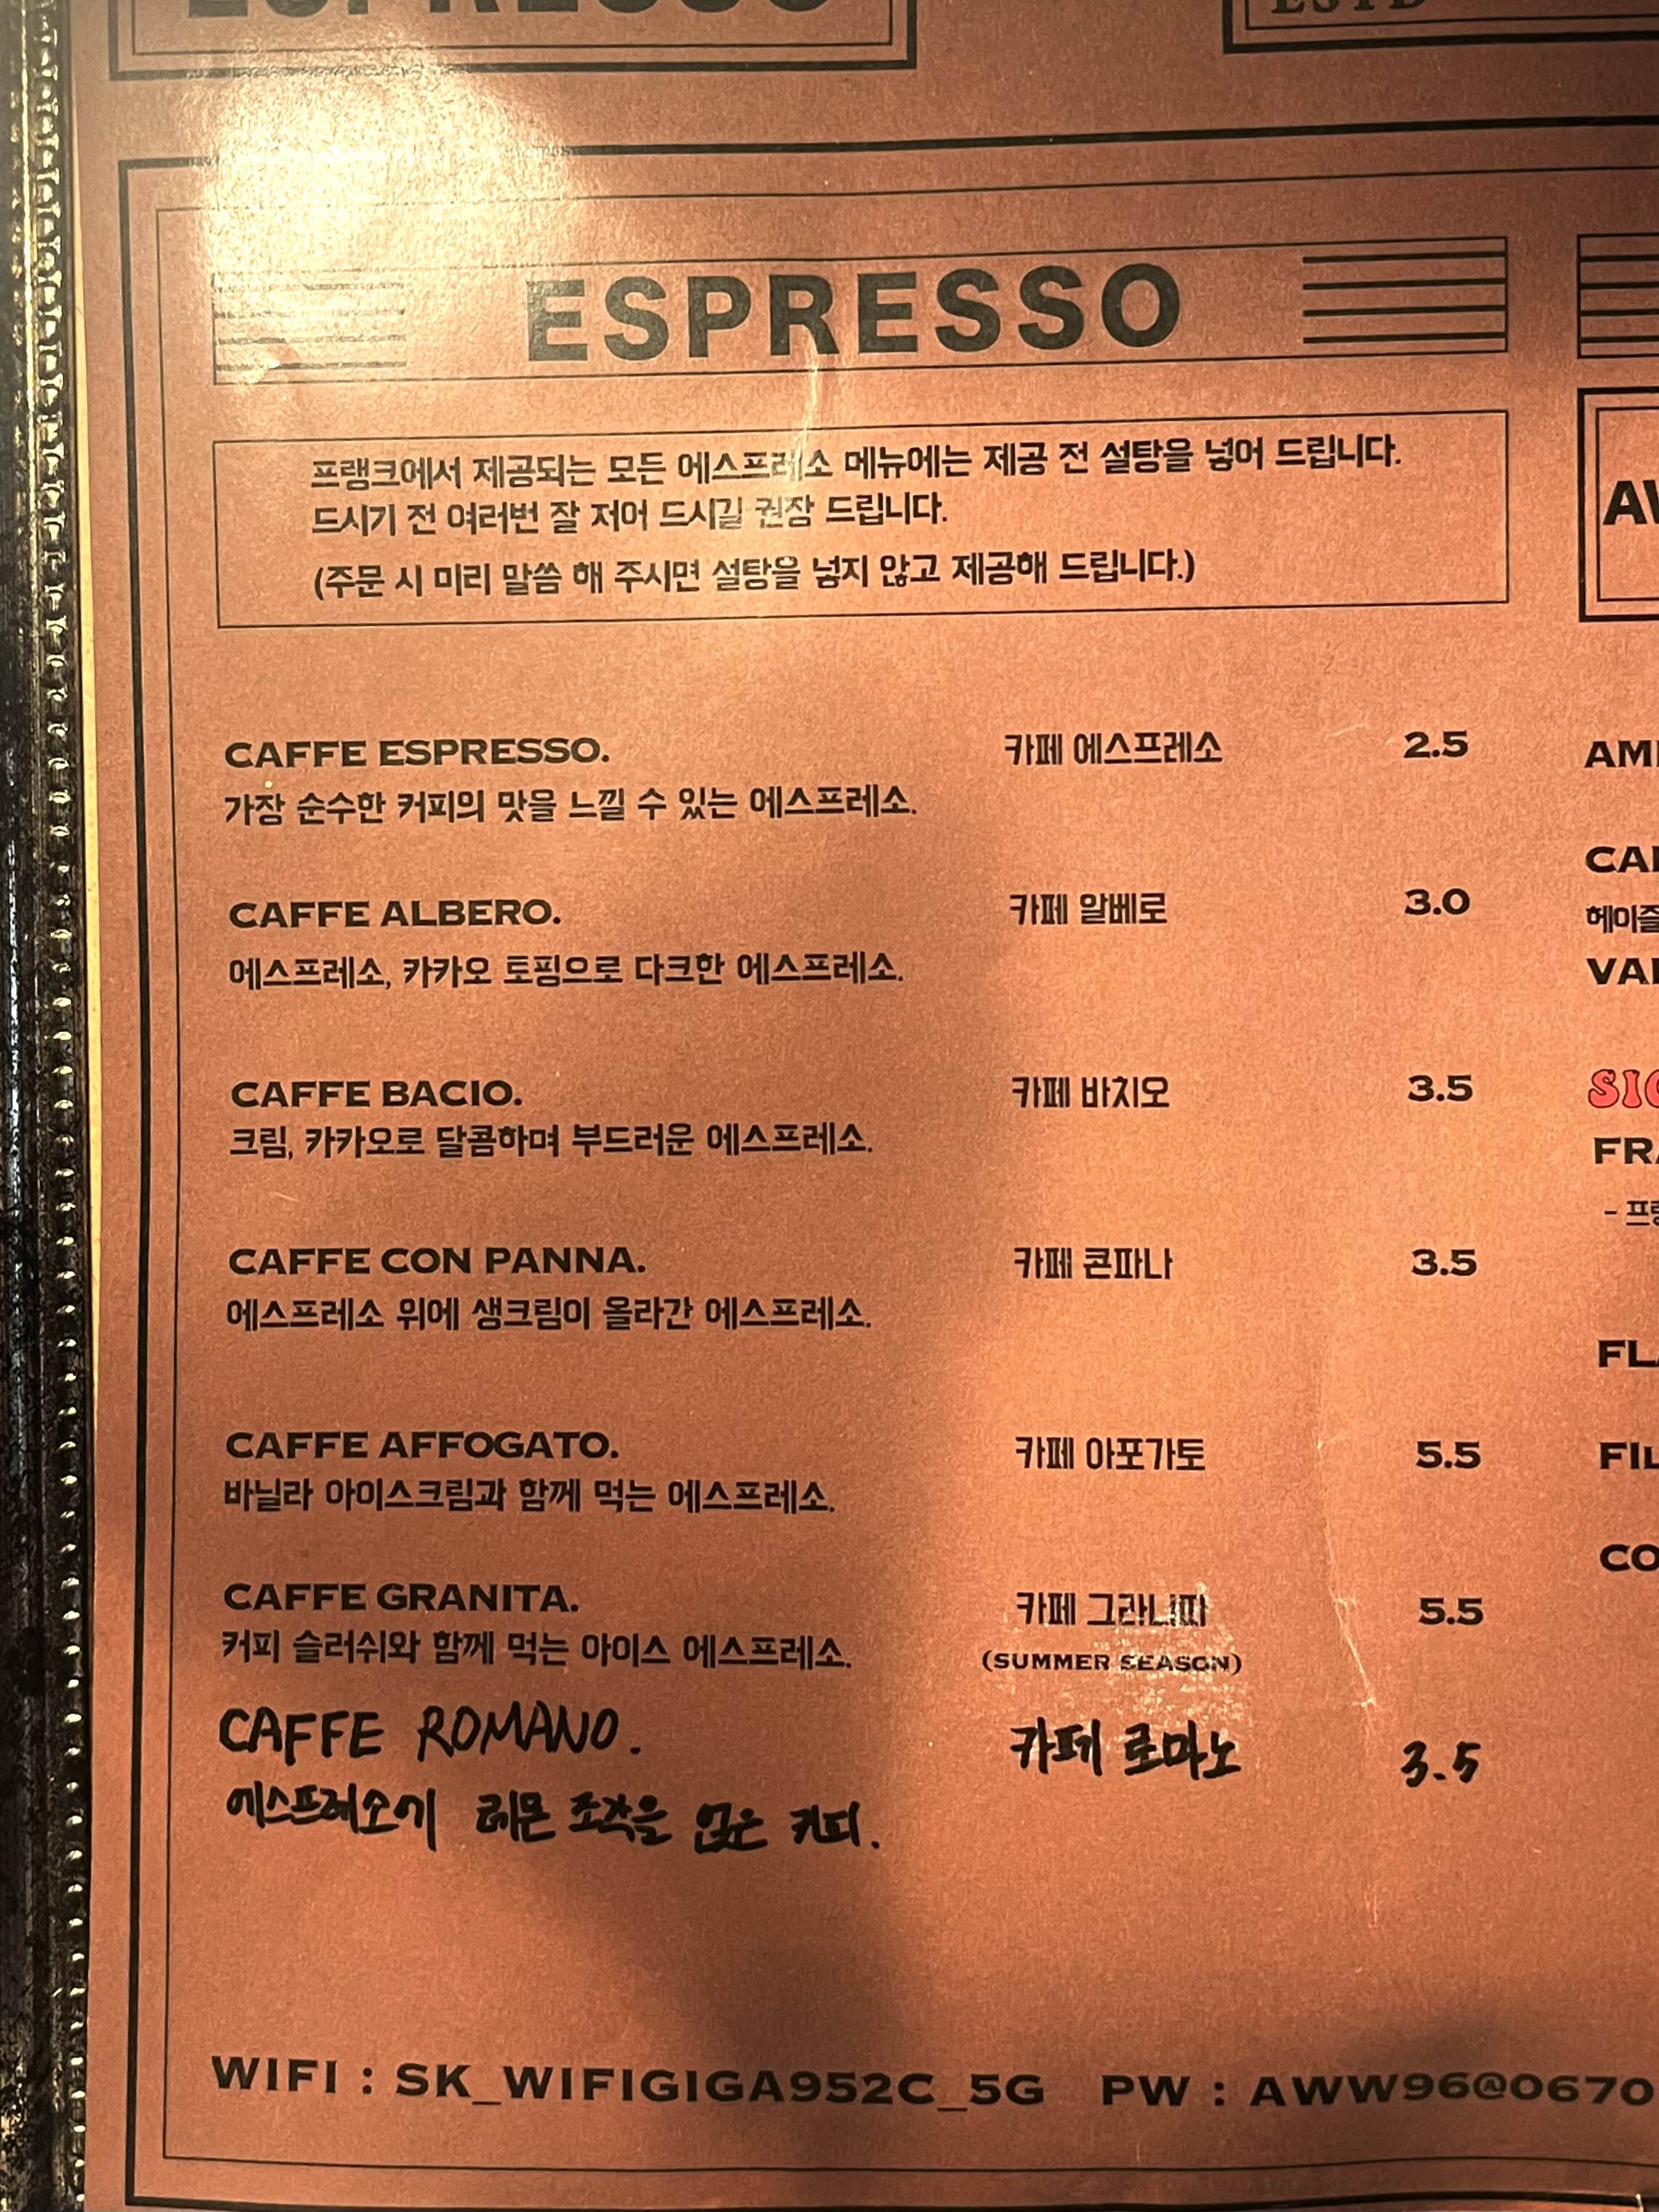 ESPRESSO
ESTD
ESPRESSO
프랭크에서 제공되는 모든 에스프레소 메뉴에는 제공 전 설탕을 넣어 드립니다.
드시기 전 여러번 잘 저어 드시길 권장 드립니다.
(주문 시 미리 말씀 해 주시면 설탕을 넣지 않고 제공해 드립니다.)
CAFFE ESPRESSO. 카페 에스프레소 2.5
가장 순수한 커피의 맛을 느낄 수 있는 에스프레소.
CAFFE ALBERO. 카페 알베로 3.0
에스프레소, 카카오 토핑으로 다크한 에스프레소.
CAFFE BACIO. 카페 바치오 3.5
크림, 카카오로 달콤하며 부드러운 에스프레소.
CAFFE CON PANNA. 카페 콘파나 3.5
에스프레소 위에 생크림이 올라간 에스프레소.
CAFFE AFFOGATO. 카페 아포가토 5.5
바닐라 아이스크림과 함께 먹는 에스프레소.
CAFFE GRANITA. 카페 그라니따 5.5
커피 슬러쉬와 함께 먹는 아이스 에스프레소. (SUMMER SEASON)
CAFFE ROMANO. 카페 로마노 3.5
에스프레소에 레몬 조각을 얹은 커피.
WIFI : SK_WIFIGIGA952C_5G PW : AWW96@0670